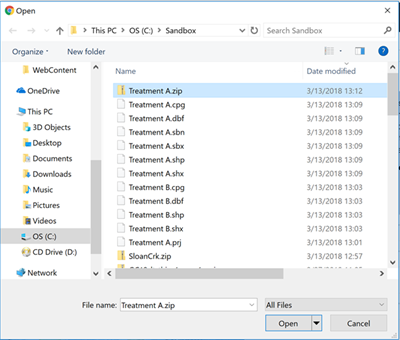 Open
This PC > OS (C:) > Sandbox
Search Sandbox
Organize
New folder
WebContent
OneDrive
This PC
3D Objects
Desktop
Documents
Downloads
Music
Pictures
Videos
OS (C:)
CD Drive (D:)
Network
Name Date modified
Treatment A.zip 3/13/2018 13:12
Treatment A.cpg 3/13/2018 13:09
Treatment A.dbf 3/13/2018 13:09
Treatment A.sbn 3/13/2018 13:09
Treatment A.sbx 3/13/2018 13:09
Treatment A.shp 3/13/2018 13:09
Treatment A.shx 3/13/2018 13:09
Treatment B.cpg 3/13/2018 13:03
Treatment B.dbf 3/13/2018 13:03
Treatment B.shp 3/13/2018 13:03
Treatment B.shx 3/13/2018 13:03
Treatment A.prj 3/13/2018 13:01
SloanCrk.zip 3/13/2018 12:57
File name: Treatment A.zip
All Files
Open
Cancel